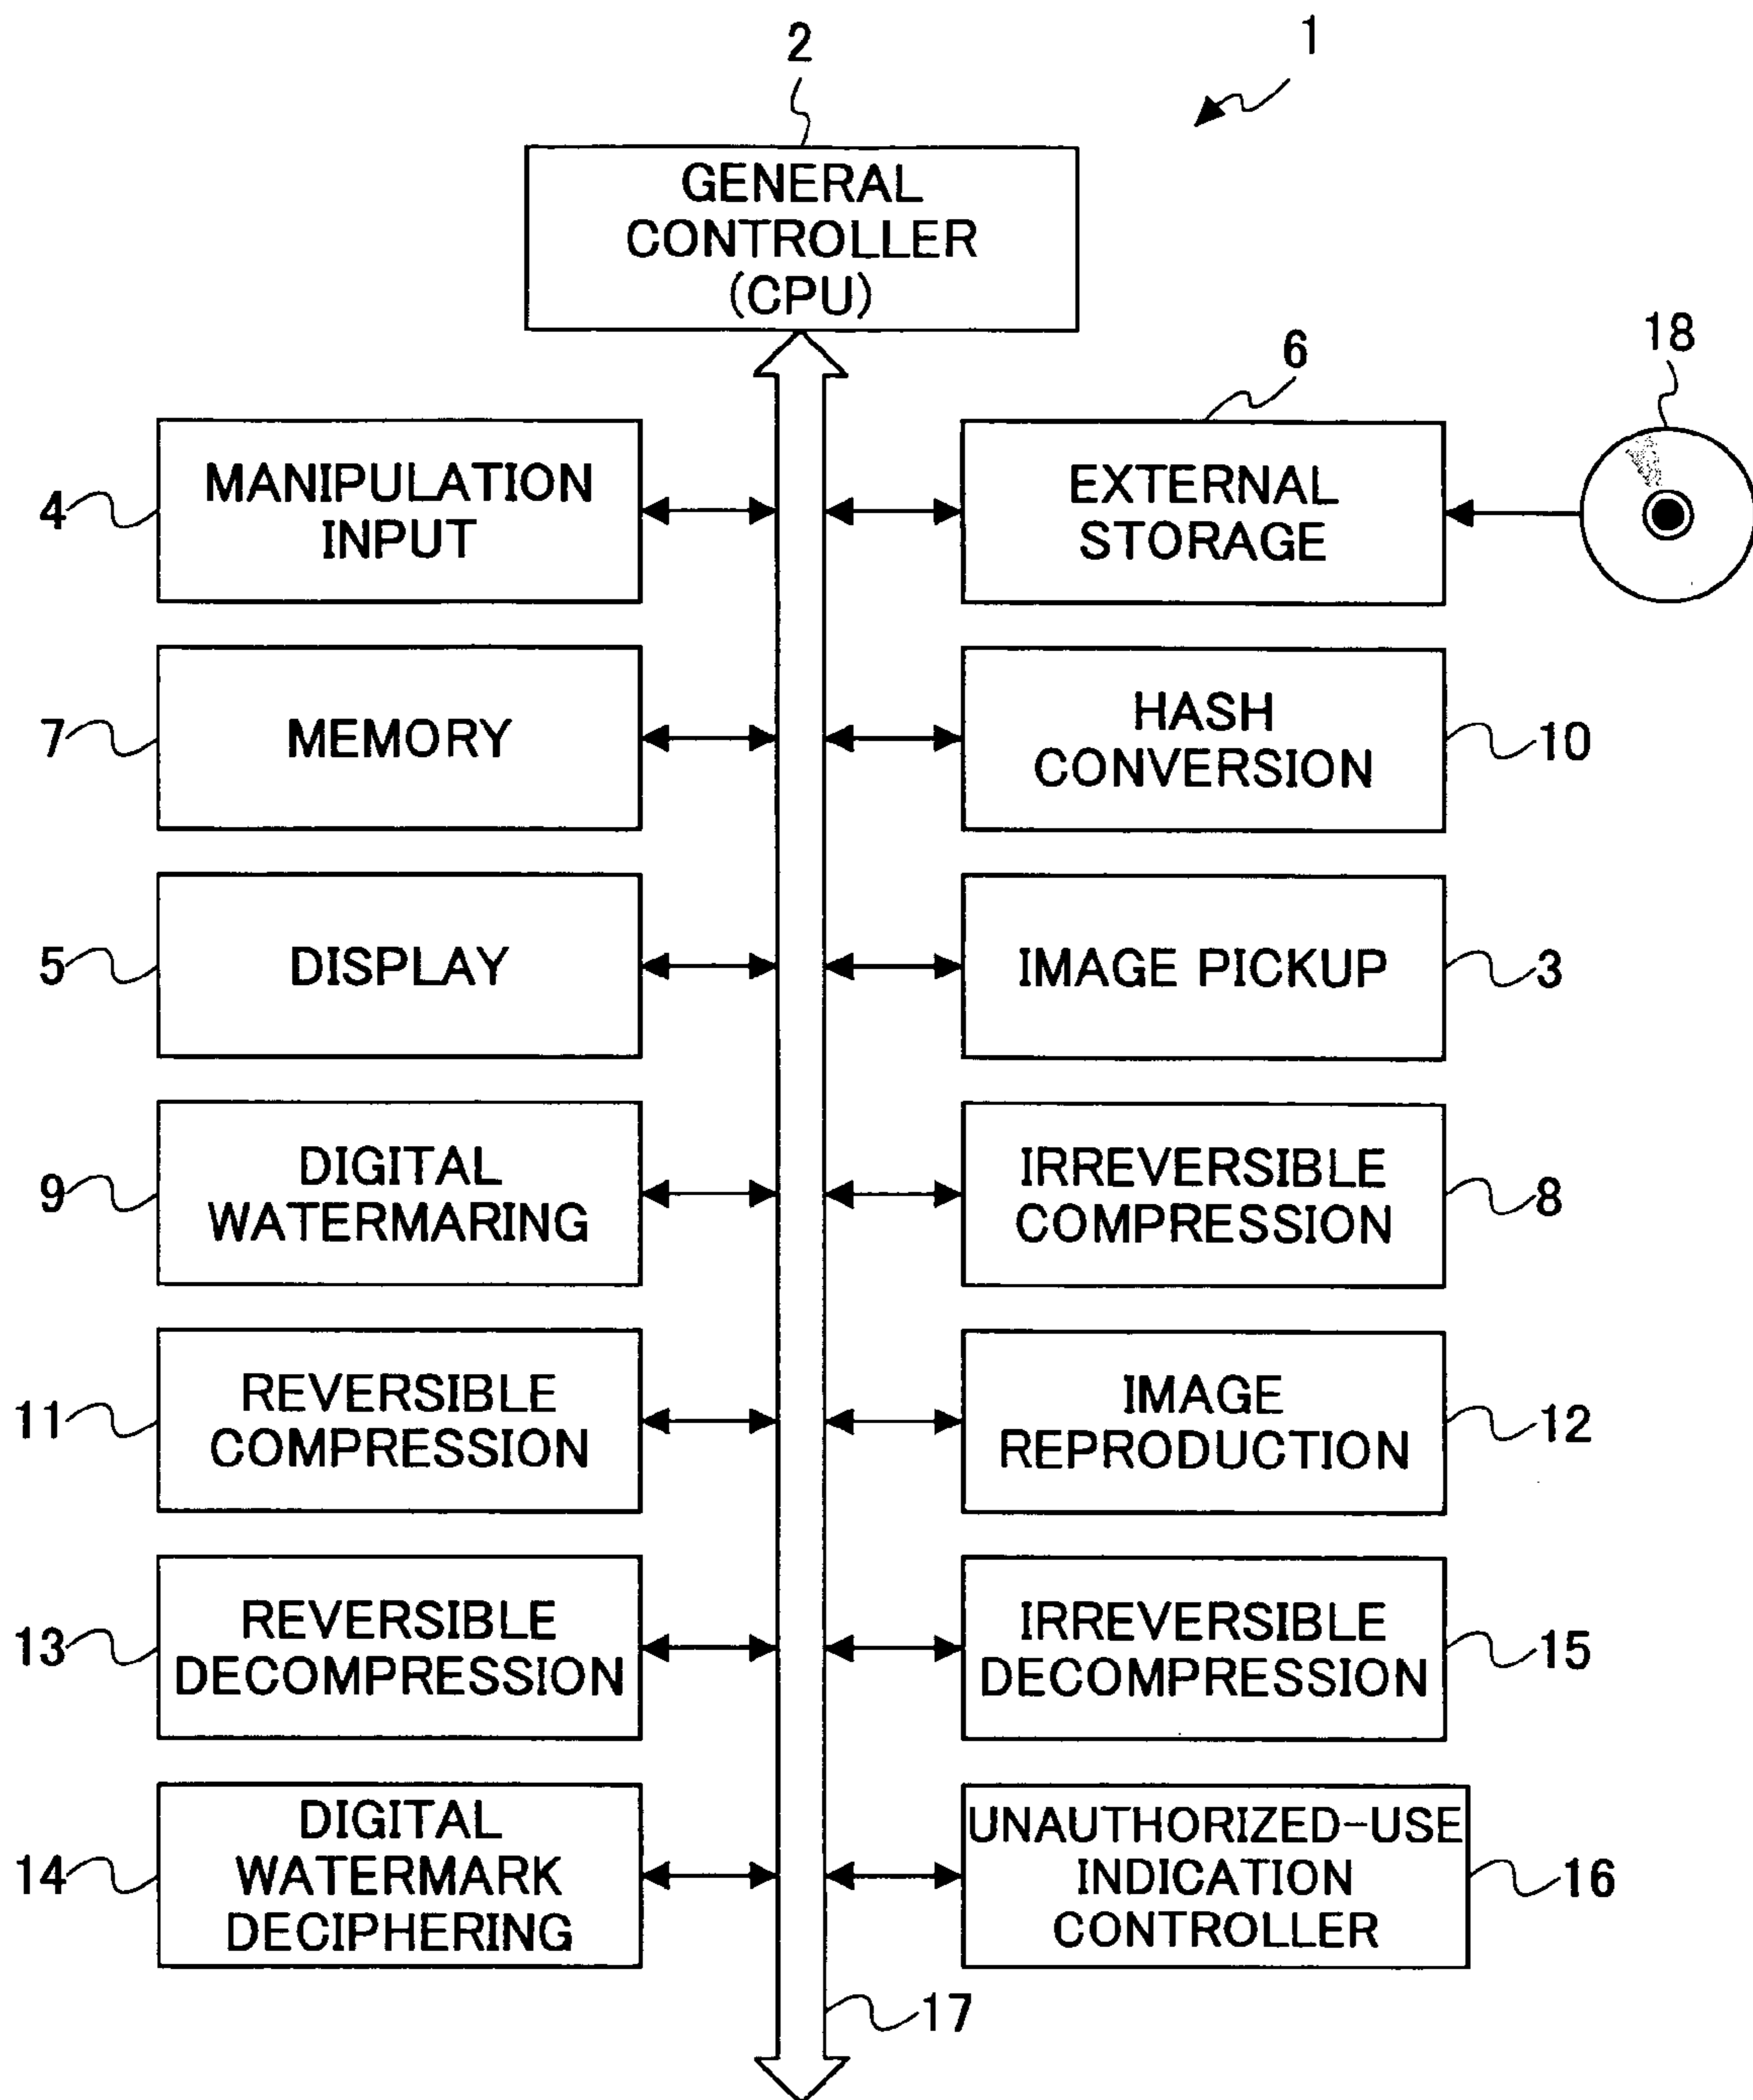 2
1
GENERAL
CONTROLLER
(CPU)
6
18
4
MANIPULATION
INPUT
EXTERNAL
STORAGE
7
MEMORY
HASH
CONVERSION
10
5
DISPLAY
IMAGE PICKUP
3
9
DIGITAL
WATERMARING
IRREVERSIBLE
COMPRESSION
8
11
REVERSIBLE
COMPRESSION
IMAGE
REPRODUCTION
12
13
REVERSIBLE
DECOMPRESSION
IRREVERSIBLE
DECOMPRESSION
15
14
DIGITAL
WATERMARK
DECIPHERING
UNAUTHORIZED-USE
INDICATION
CONTROLLER
16
17